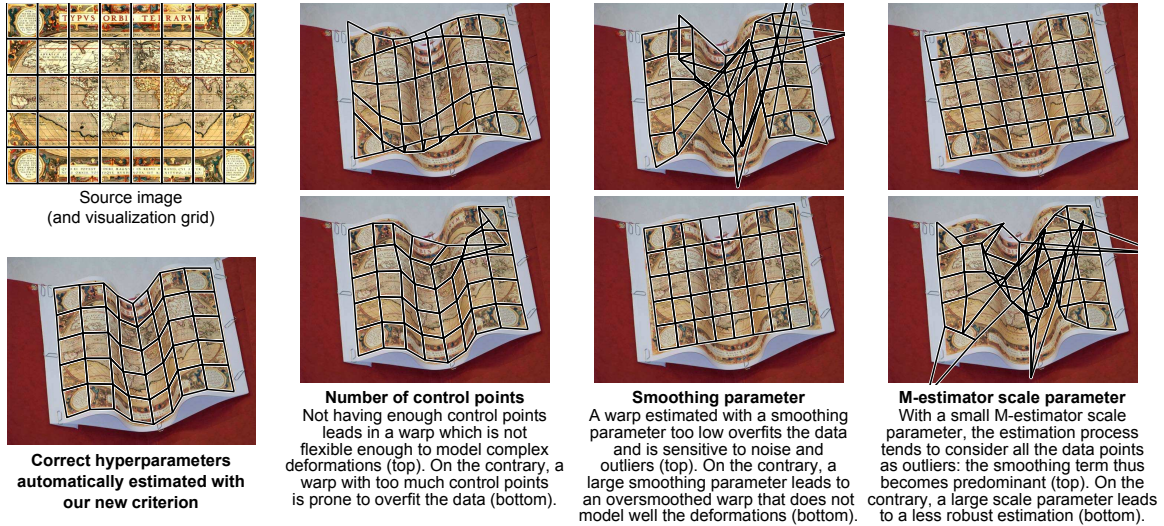 TYPVS ORBIS TERRARVM
Source image
(and visualization grid)
Correct hyperparameters
automatically estimated with
our new criterion
Number of control points
Not having enough control points
leads in a warp which is not
flexible enough to model complex
deformations (top). On the contrary, a
warp with too much control points
is prone to overfit the data (bottom).
Smoothing parameter
A warp estimated with a smoothing
parameter too low overfits the data
and is sensitive to noise and
outliers (top). On the contrary, a
large smoothing parameter leads to
an oversmoothed warp that does not
model well the deformations (bottom).
M-estimator scale parameter
With a small M-estimator scale
parameter, the estimation process
tends to consider all the data points
as outliers: the smoothing term thus
becomes predominant (top). On the
contrary, a large scale parameter leads
to a less robust estimation (bottom).